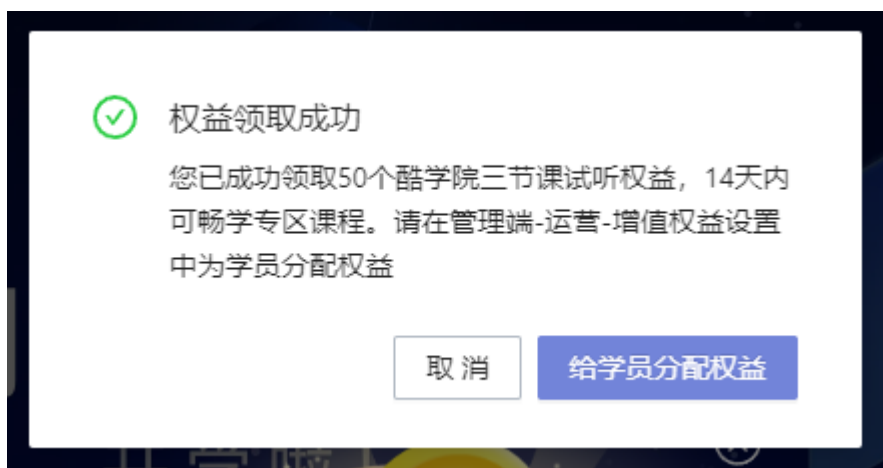 权益领取成功
您已成功领取50个酷学院三节课试听权益，14天内
可畅学专区课程。请在管理端-运营-增值权益设置
中为学员分配权益
取 消
给学员分配权益